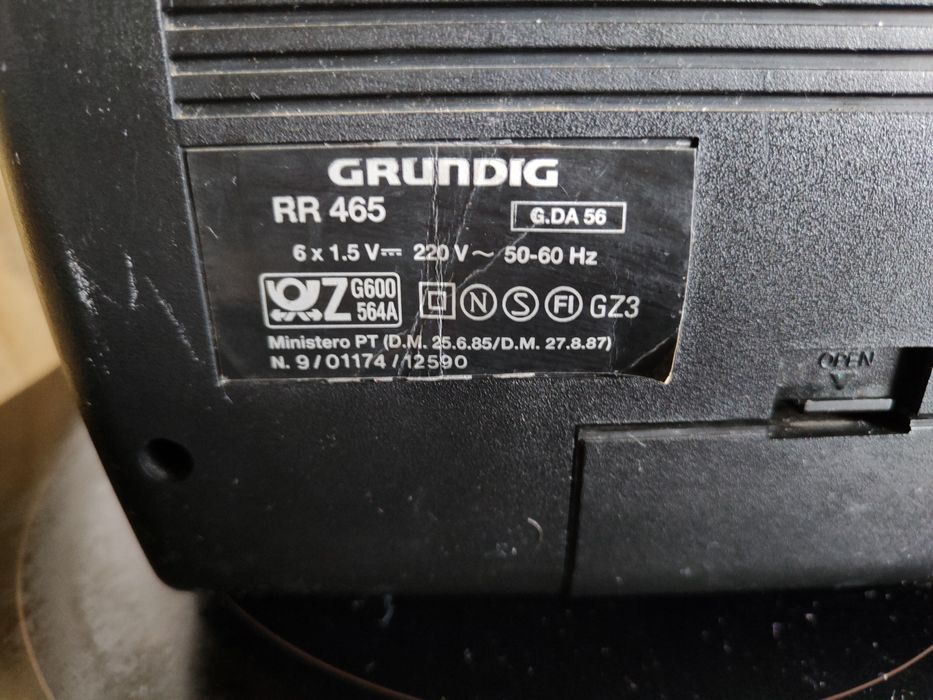 GRUNDIG
RR 465
G.DA 56
6 x 1.5 V⎓ 220 V ~ 50-60 Hz
Z G600
564A
N S FI GZ3
Ministero PT (D.M. 25.6.85/D.M. 27.8.87)
N. 9/01174/12590
OPEN